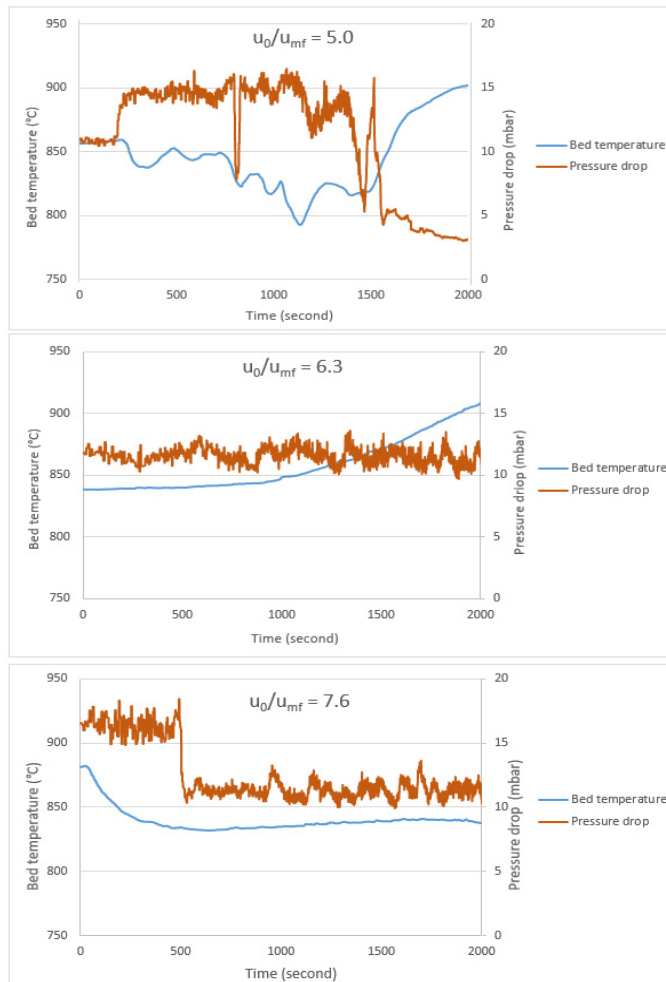 u₀/uₘf = 5.0
950
900
850
800
750
20
15
10
5
0
0 500 1000 1500 2000
Bed temperature (°C)
Pressure drop (mbar)
Time (second)
Bed temperature
Pressure drop
u₀/uₘf = 6.3
950
900
850
800
750
20
15
10
5
0
0 500 1000 1500 2000
Bed temperature (°C)
Pressure driop (mbar)
Time (second)
Bed temperature
Pressure drop
u₀/uₘf = 7.6
950
900
850
800
750
20
15
10
5
0
0 500 1000 1500 2000
Bed temperature (°C)
Pressure drop (mbar)
Time (second)
Bed temperature
Pressure drop